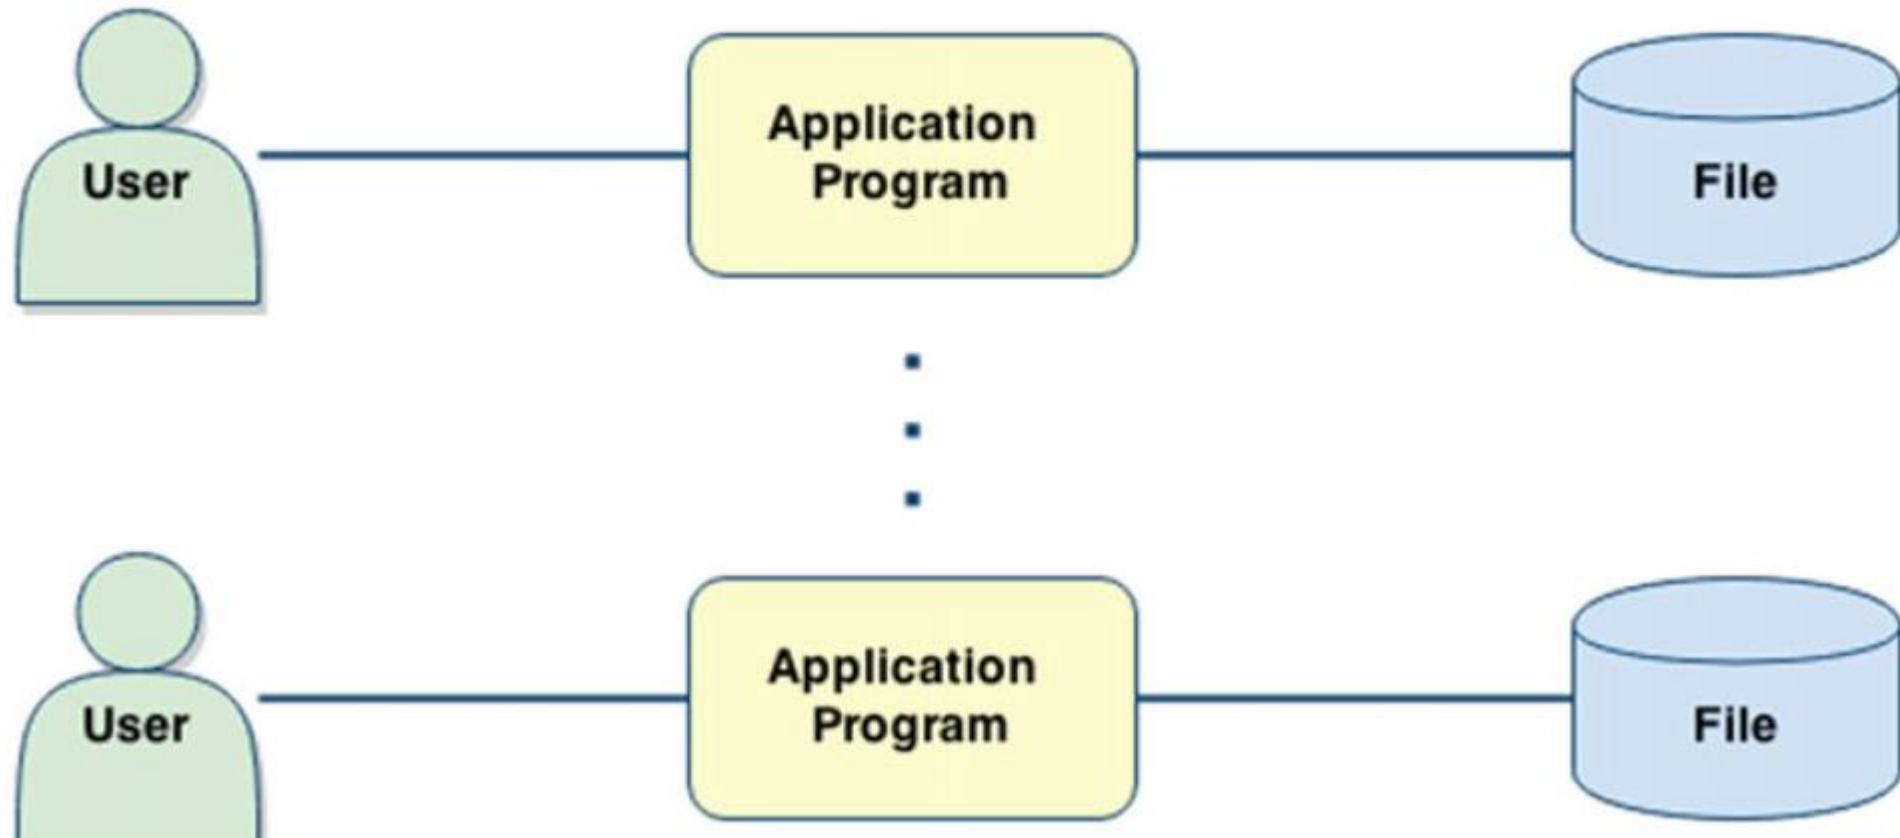 User
Application
Program
File
User
Application
Program
File